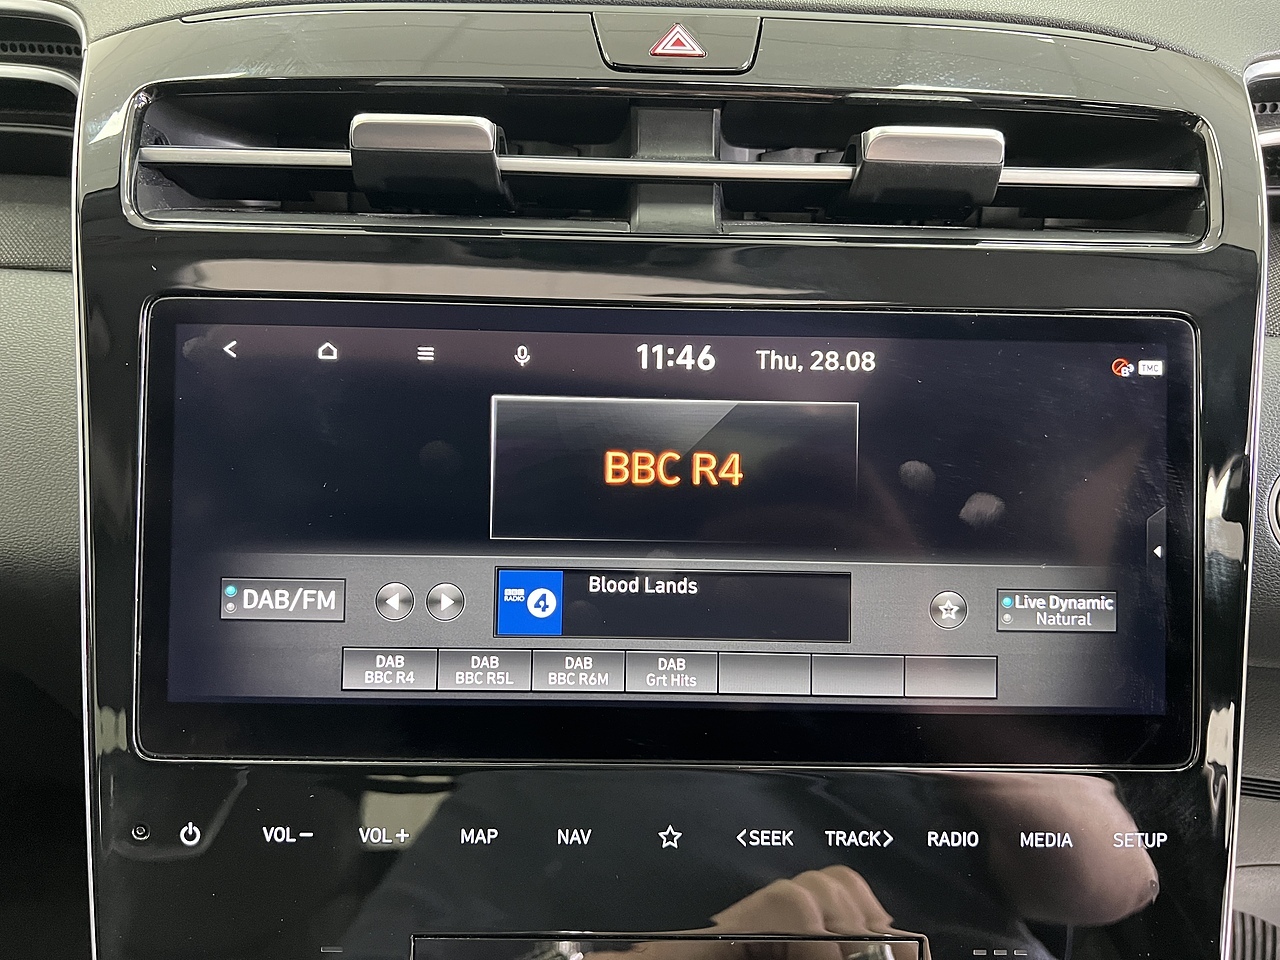 11:46 Thu, 28.08 TMC
BBC R4
DAB/FM
BBC
RADIO
4
Blood Lands
Live Dynamic
Natural
DAB
BBC R4
DAB
BBC R5L
DAB
BBC R6M
DAB
Grt Hits
VOL− VOL+ MAP NAV <SEEK TRACK> RADIO MEDIA SETUP